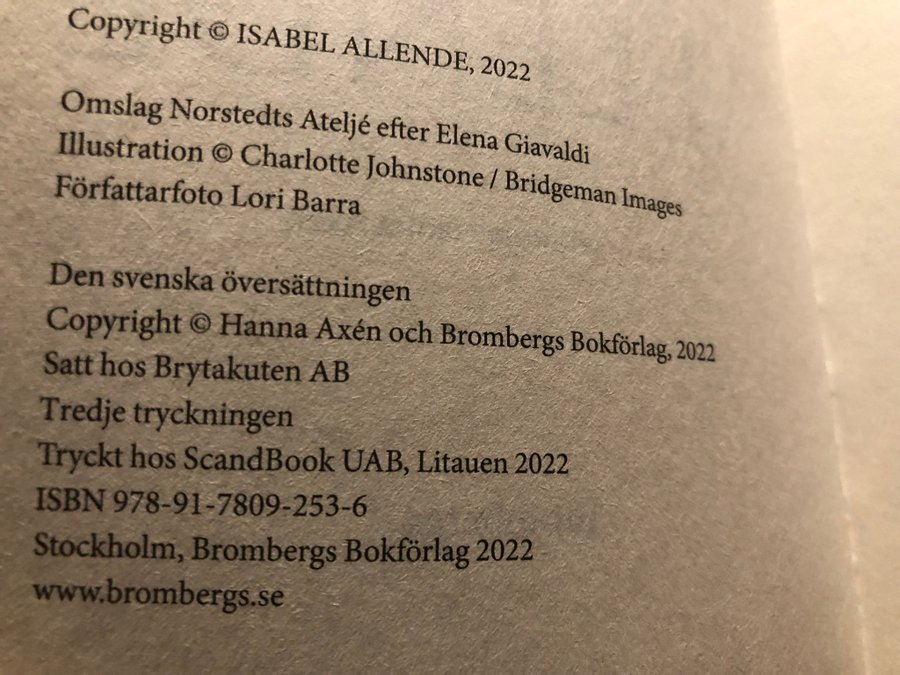 Copyright © ISABEL ALLENDE, 2022
Omslag Norstedts Ateljé efter Elena Giavaldi
Illustration © Charlotte Johnstone / Bridgeman Images
Författarfoto Lori Barra
Den svenska översättningen
Copyright © Hanna Axén och Brombergs Bokförlag, 2022
Satt hos Brytakuten AB
Tredje tryckningen
Tryckt hos ScandBook UAB, Litauen 2022
ISBN 978-91-7809-253-6
Stockholm, Brombergs Bokförlag 2022
www.brombergs.se